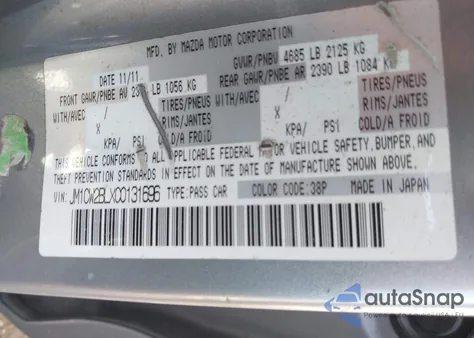 MFD. BY MAZDA MOTOR CORPORATION
DATE 11/11 GVWR/PNBV 4685 LB 2125 KG
FRONT GAWR/PNBE AV LB 1056 KG REAR GAWR/PNBE AR 2390 LB 1084 KG
WITH/AVEC / TIRES/PNEUS WITH/AVEC / TIRES/PNEUS
X RIMS/JANTES X RIMS/JANTES
KPA/ PSI COLD/A FROID KPA/ PSI COLD/A FROID
THIS VEHICLE CONFORMS TO ALL APPLICABLE FEDERAL MOTOR VEHICLE SAFETY, BUMPER, AND
THEFT PREVENTION STANDARDS IN EFFECT ON THE DATE OF MANUFACTURE SHOWN ABOVE.
VIN: JM1CW2BLXC0131696 TYPE: PASS CAR COLOR CODE: 38P MADE IN JAPAN
autoSnap